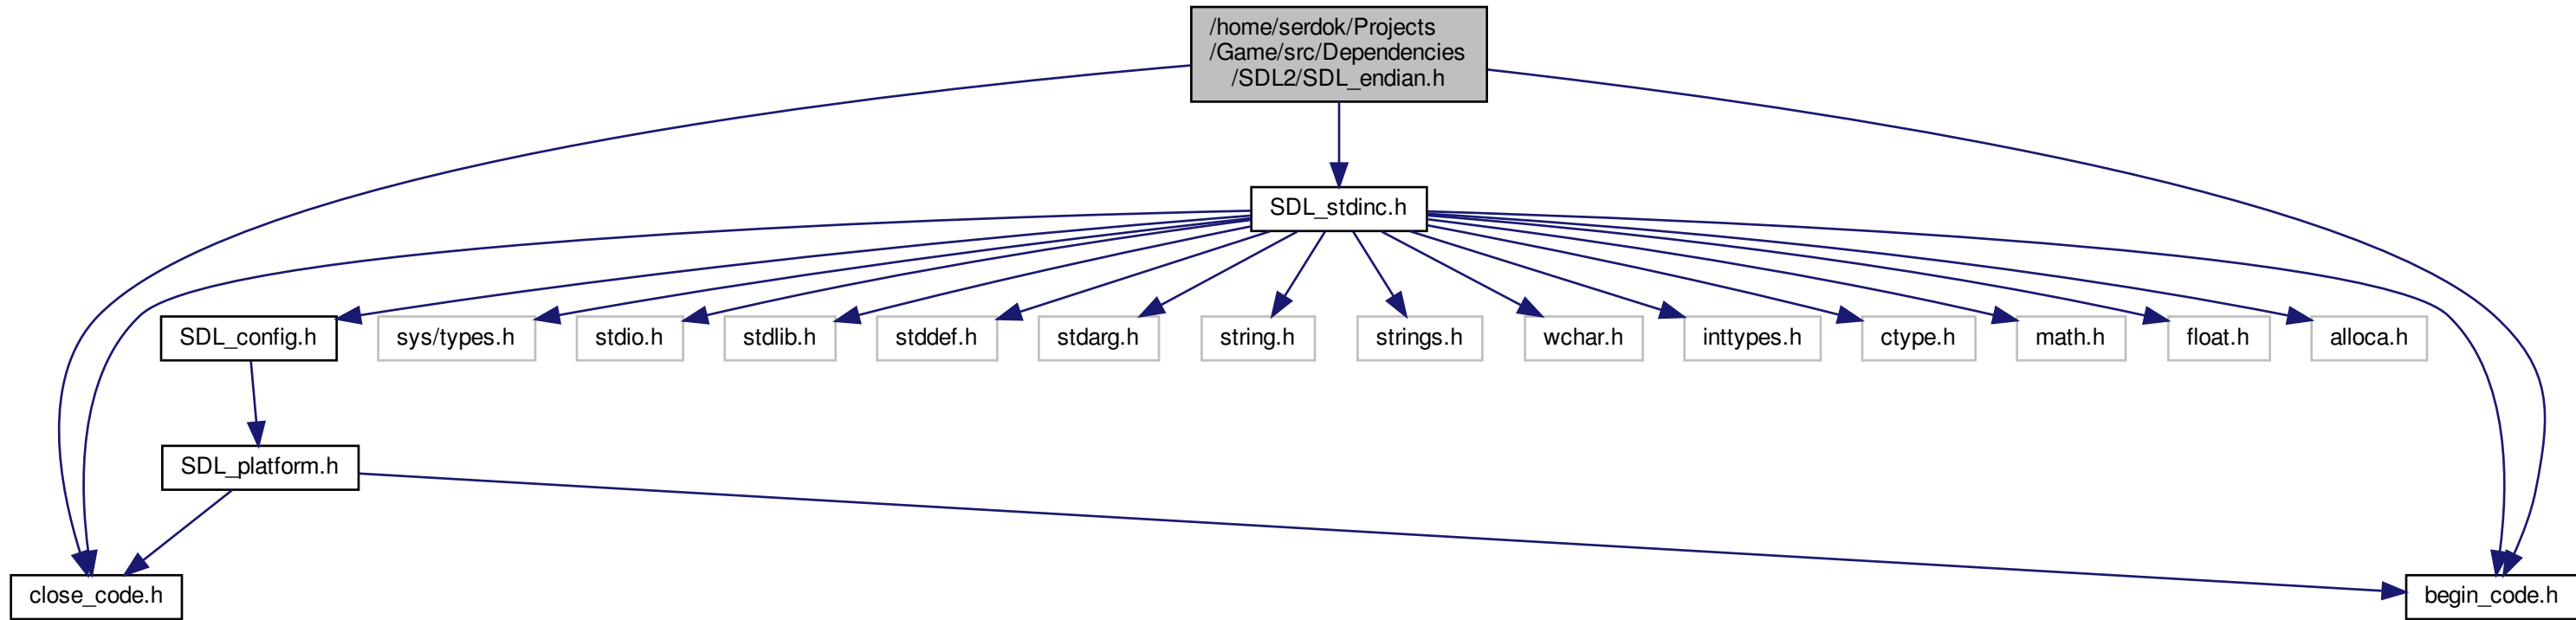 /home/serdok/Projects
/Game/src/Dependencies
/SDL2/SDL_endian.h
SDL_stdinc.h
SDL_config.h
sys/types.h
stdio.h
stdlib.h
stddef.h
stdarg.h
string.h
strings.h
wchar.h
inttypes.h
ctype.h
math.h
float.h
alloca.h
SDL_platform.h
close_code.h
begin_code.h